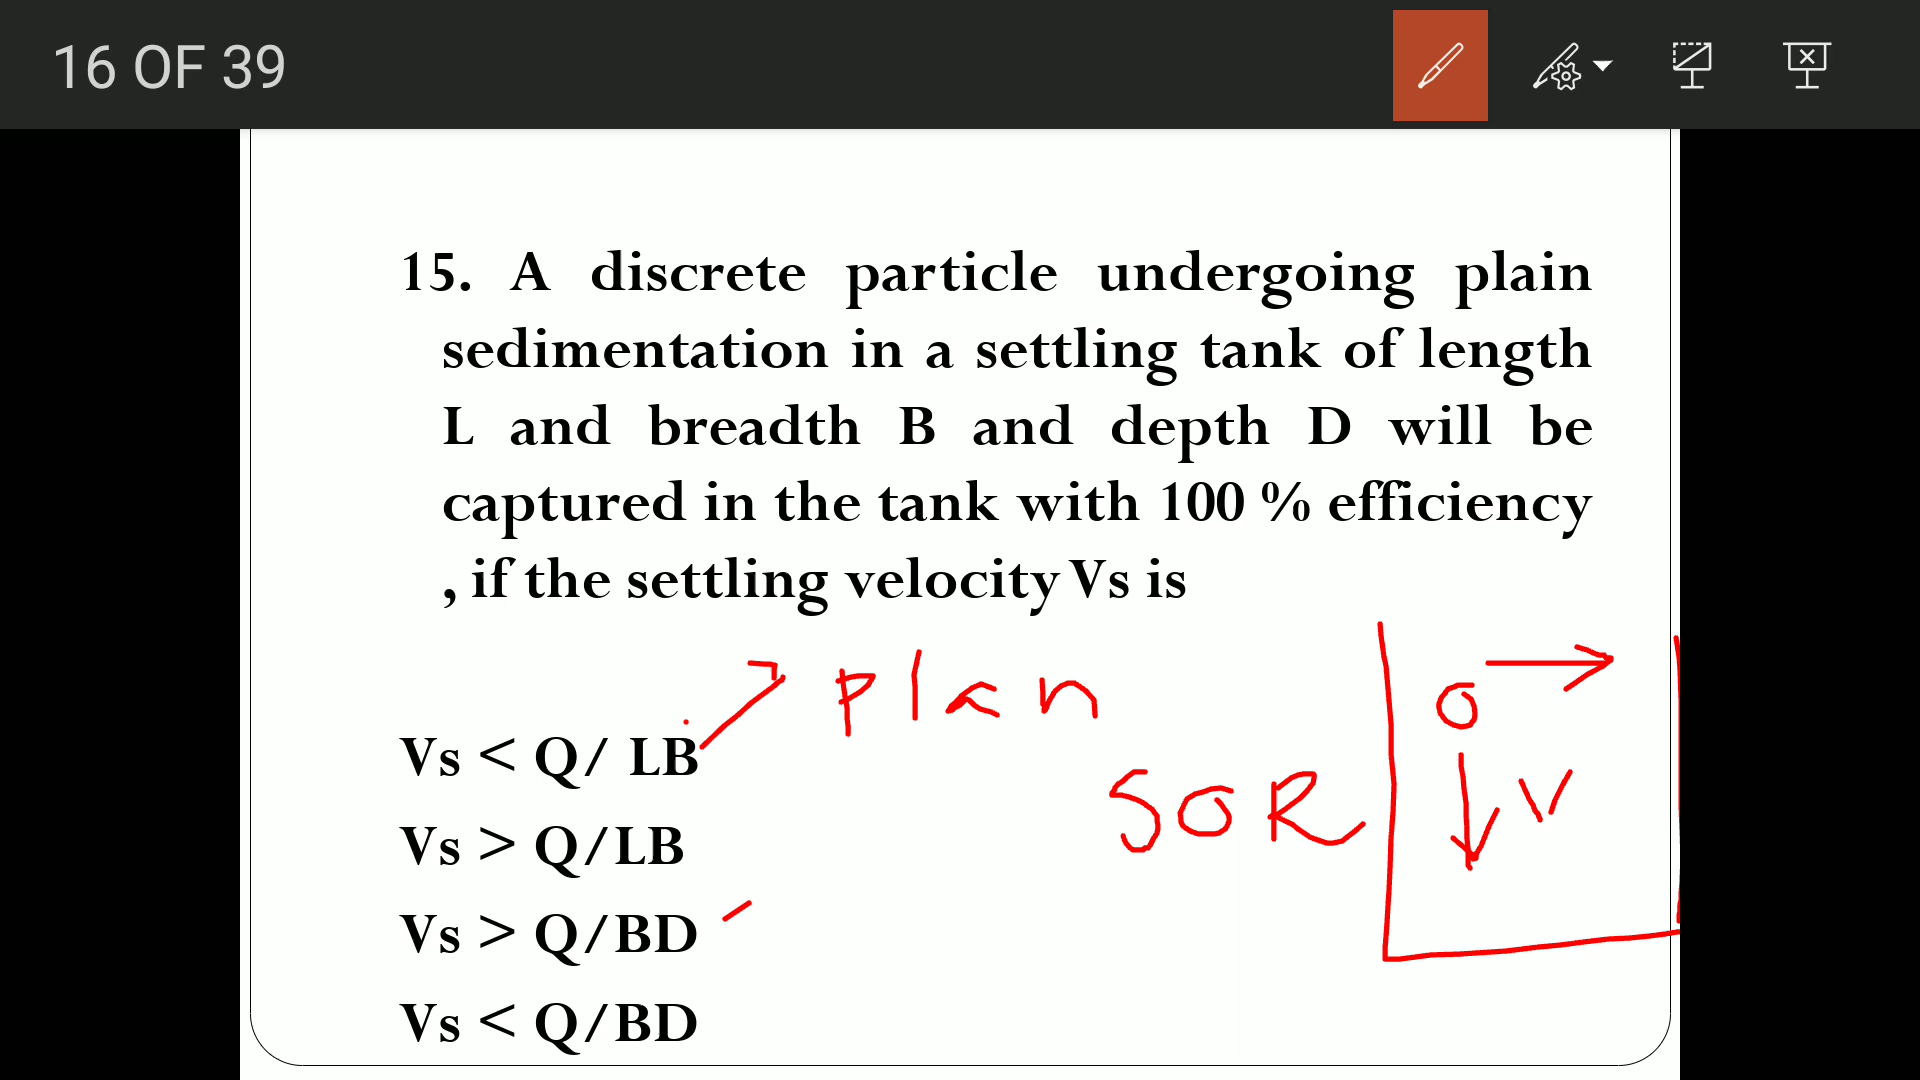 16 OF 39
15. A discrete particle undergoing plain
sedimentation in a settling tank of length
L and breadth B and depth D will be
captured in the tank with 100 % efficiency
, if the settling velocity Vs is
plan
Vs < Q/ LB
SOR
V
Vs > Q/LB
Vs > Q/BD
Vs < Q/BD